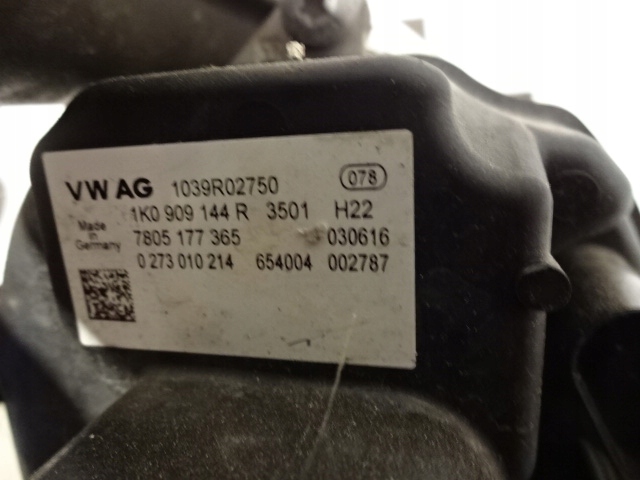 VW AG 1039R02750 078
1K0 909 144 R 3501 H22
Made in Germany 7805 177 365 030616
0 273 010 214 654004 002787